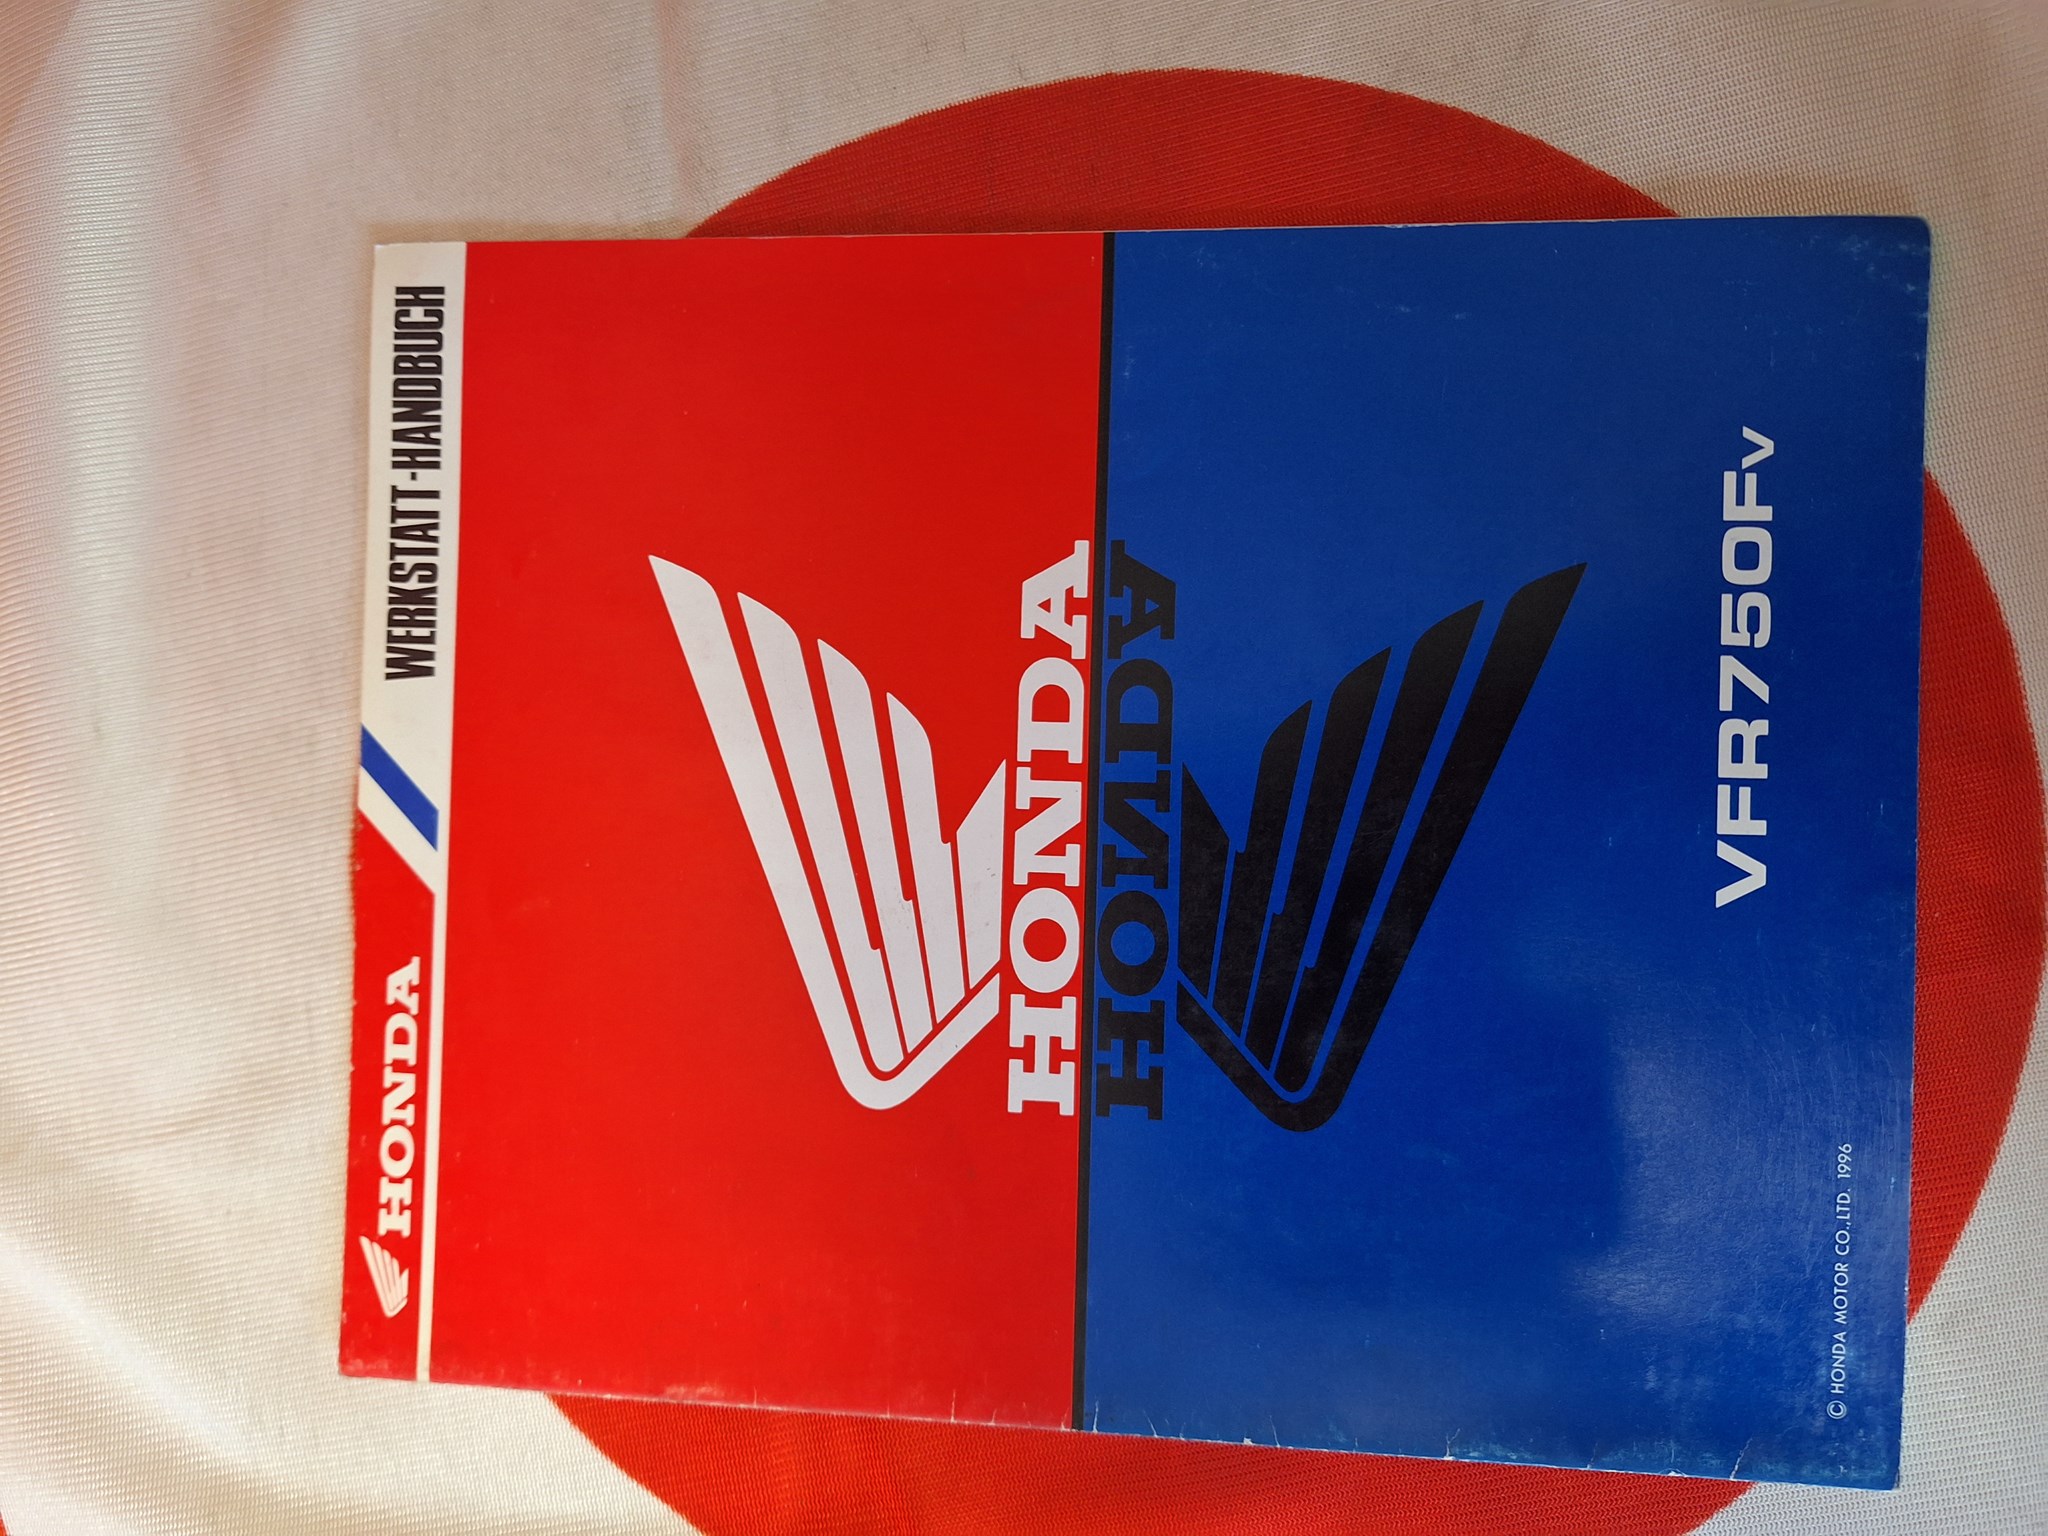 HONDA
WERKSTATT-HANDBUCH
HONDA
HONDA
VFR750FV
© HONDA MOTOR CO.,LTD. 1996